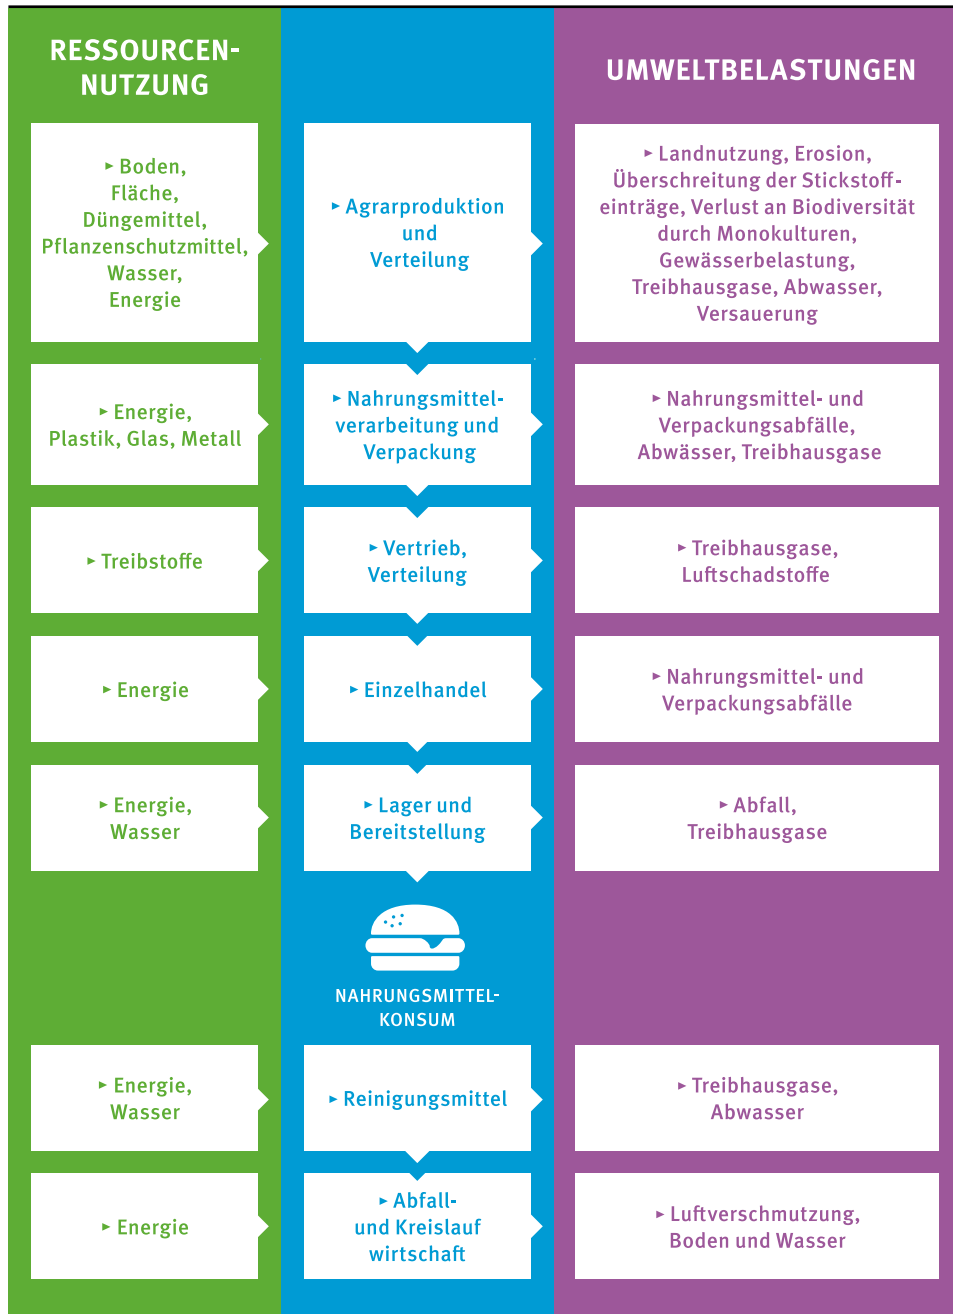 RESSOURCEN-
NUTZUNG
UMWELTBELASTUNGEN
▸ Boden,
Fläche,
Düngemittel,
Pflanzenschutzmittel,
Wasser,
Energie
▸ Agrarproduktion
und
Verteilung
▸ Landnutzung, Erosion,
Überschreitung der Stickstoff-
einträge, Verlust an Biodiversität
durch Monokulturen,
Gewässerbelastung,
Treibhausgase, Abwasser,
Versauerung
▸ Energie,
Plastik, Glas, Metall
▸ Nahrungsmittel-
verarbeitung und
Verpackung
▸ Nahrungsmittel- und
Verpackungsabfälle,
Abwässer, Treibhausgase
▸ Treibstoffe
▸ Vertrieb,
Verteilung
▸ Treibhausgase,
Luftschadstoffe
▸ Energie
▸ Einzelhandel
▸ Nahrungsmittel- und
Verpackungsabfälle
▸ Energie,
Wasser
▸ Lager und
Bereitstellung
▸ Abfall,
Treibhausgase
NAHRUNGSMITTEL-
KONSUM
▸ Energie,
Wasser
▸ Reinigungsmittel
▸ Treibhausgase,
Abwasser
▸ Energie
▸ Abfall-
und Kreislauf
wirtschaft
▸ Luftverschmutzung,
Boden und Wasser